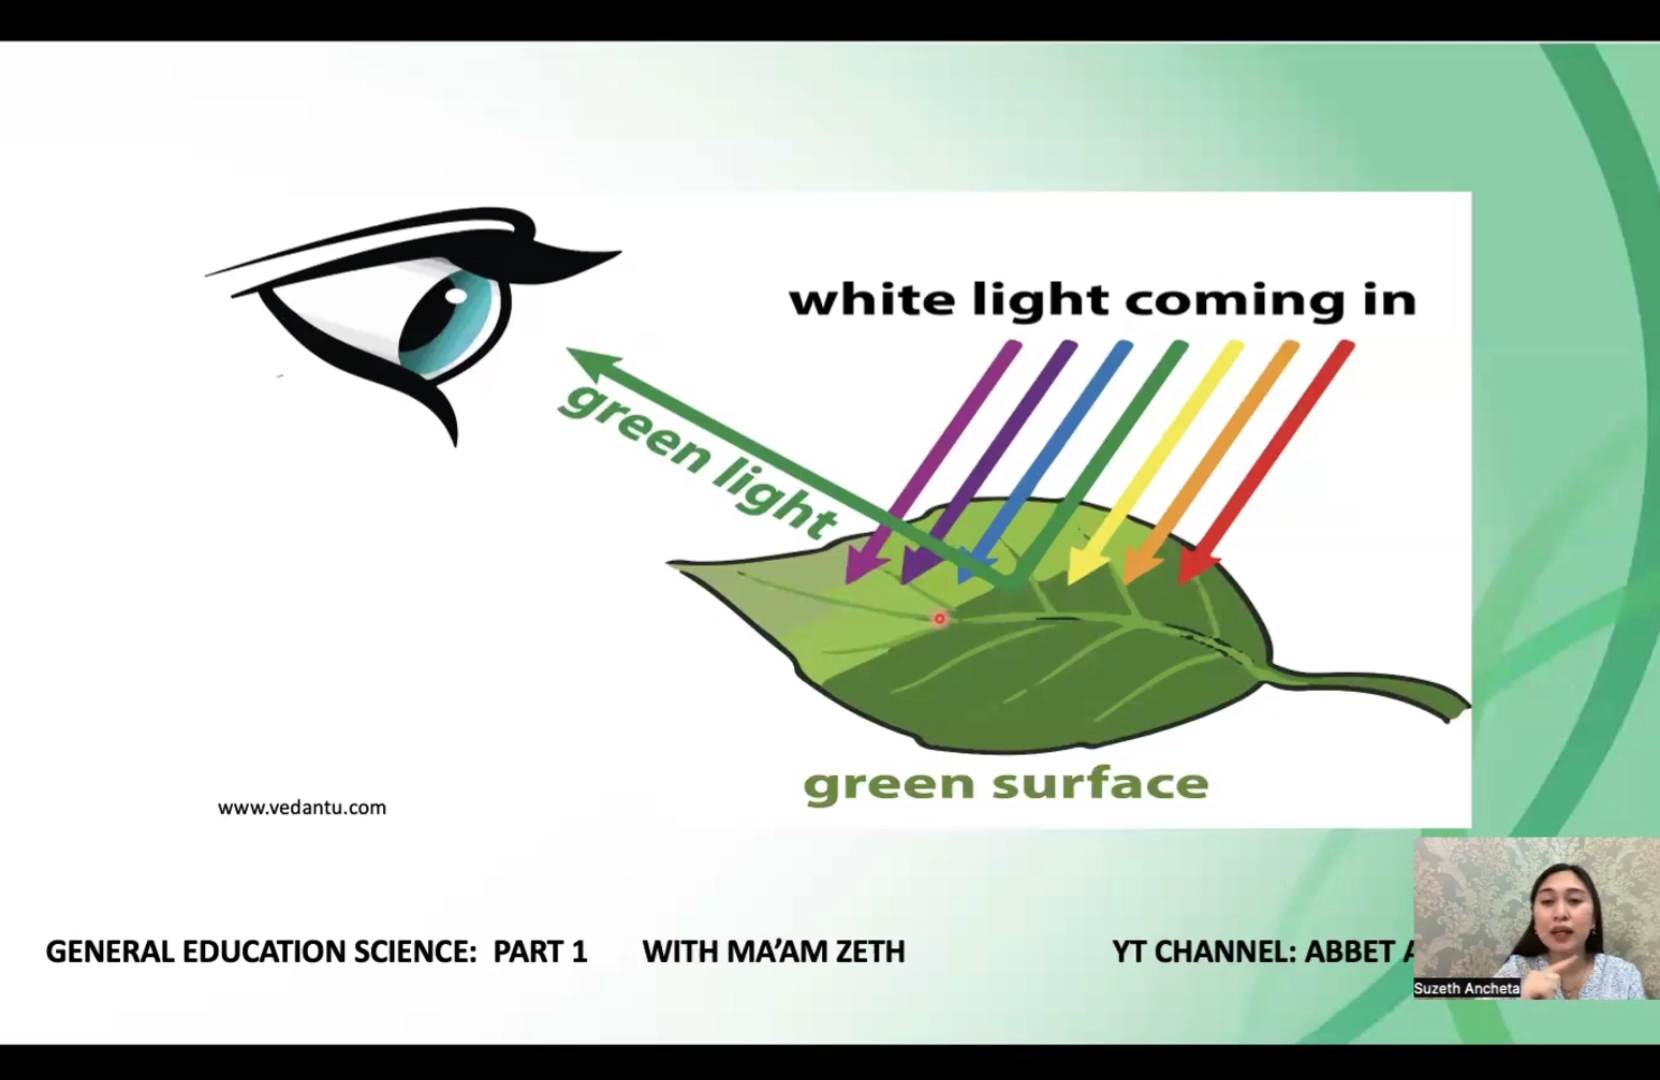 white light coming in
green light
green surface
www.vedantu.com
GENERAL EDUCATION SCIENCE: PART 1 WITH MA'AM ZETH YT CHANNEL: ABBET
Suzeth Ancheta